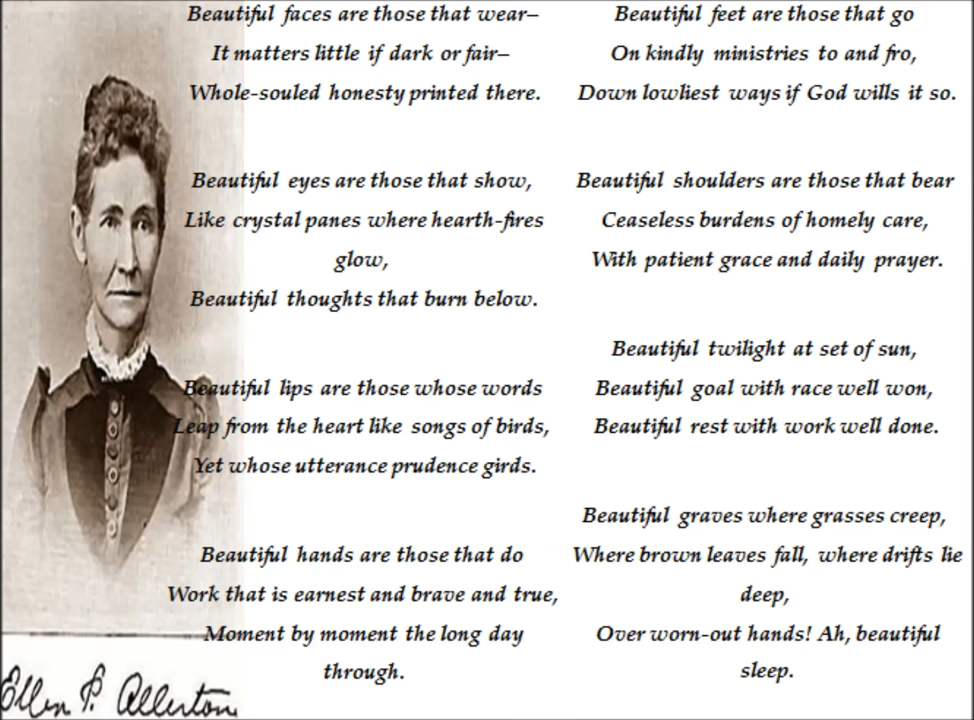 Beautiful faces are those that wear–
It matters little if dark or fair–
Whole-souled honesty printed there.
Beautiful eyes are those that show,
Like crystal panes where hearth-fires
glow,
Beautiful thoughts that burn below.
Beautiful lips are those whose words
Leap from the heart like songs of birds,
Yet whose utterance prudence girds.
Beautiful hands are those that do
Work that is earnest and brave and true,
Moment by moment the long day
through.
Beautiful feet are those that go
On kindly ministries to and fro,
Down lowliest ways if God wills it so.
Beautiful shoulders are those that bear
Ceaseless burdens of homely care,
With patient grace and daily prayer.
Beautiful twilight at set of sun,
Beautiful goal with race well won,
Beautiful rest with work well done.
Beautiful graves where grasses creep,
Where brown leaves fall, where drifts lie
deep,
Over worn-out hands! Ah, beautiful
sleep.
Ellen P. Allerton